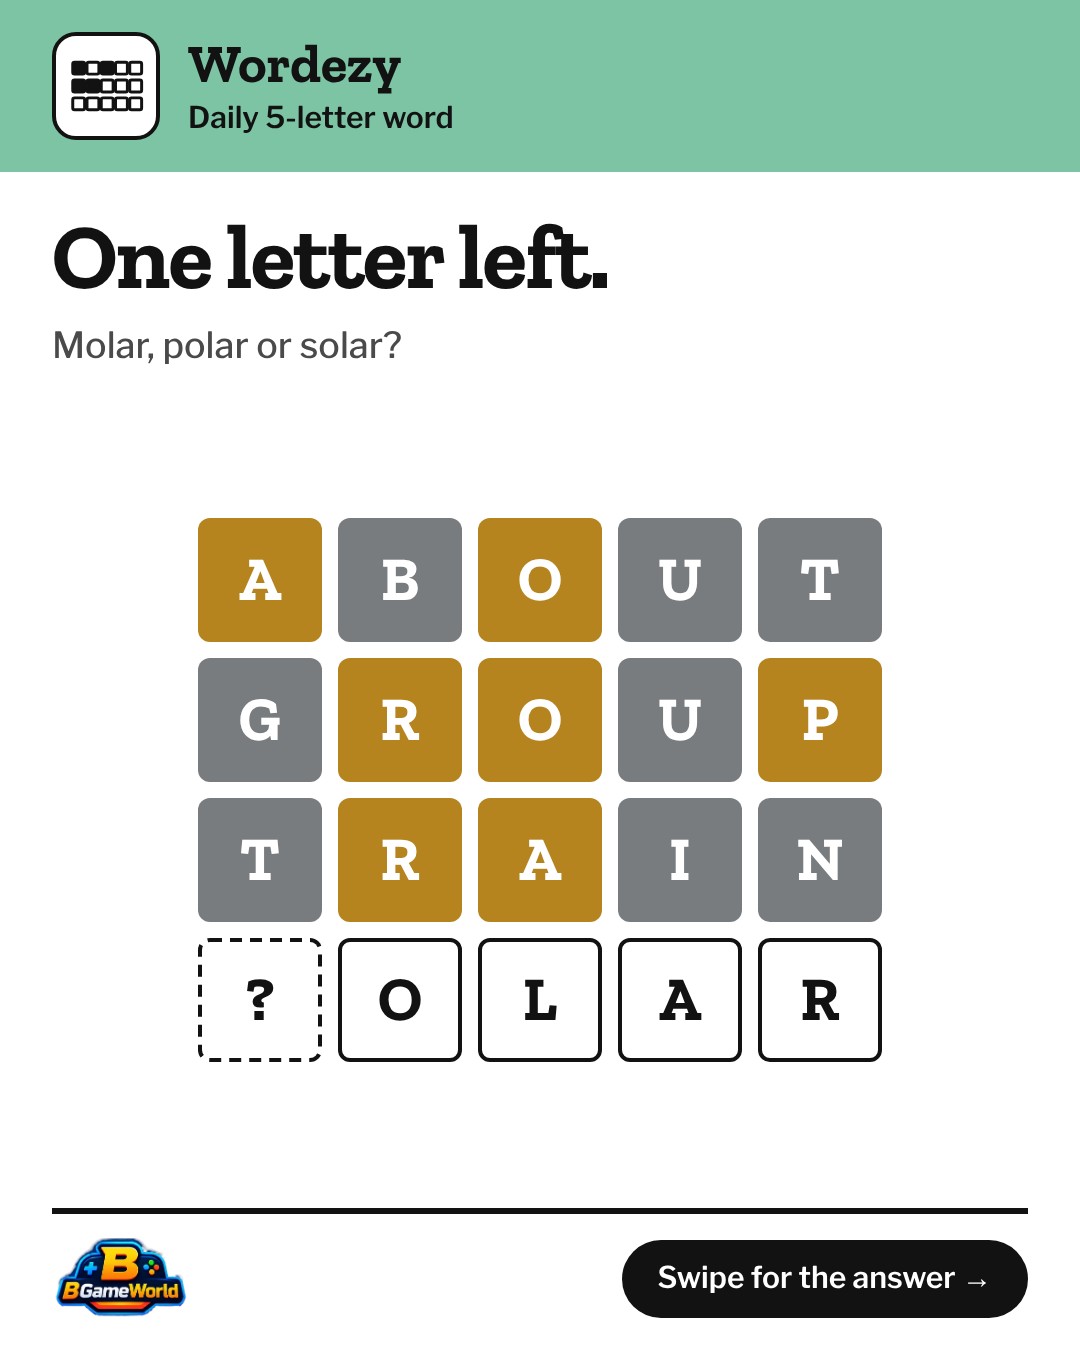 Wordezy
Daily 5-letter word
One letter left.
Molar, polar or solar?
A B O U T
G R O U P
T R A I N
? O L A R
B
BGameWorld
Swipe for the answer →